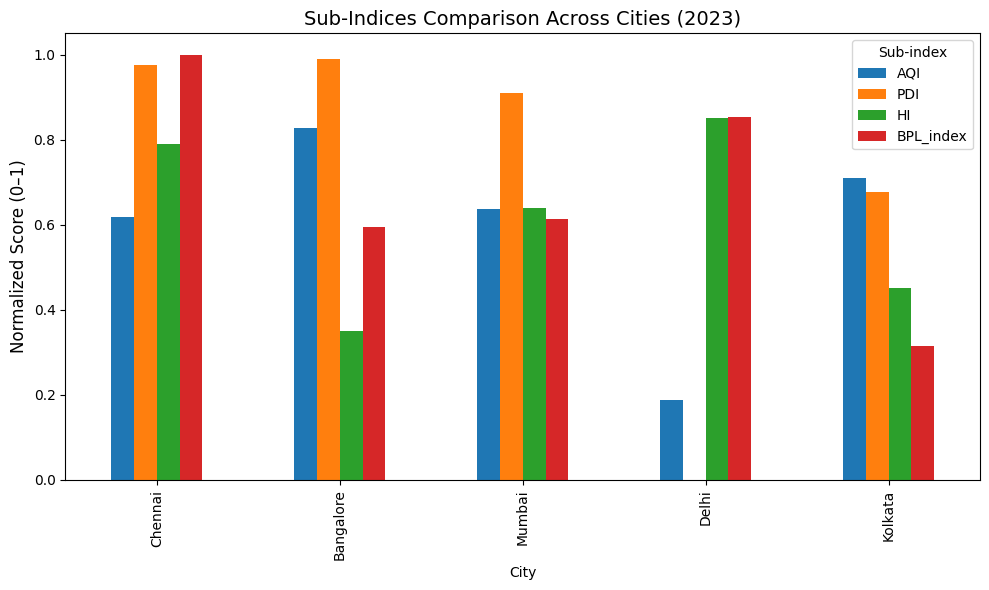 Sub-Indices Comparison Across Cities (2023)
Normalized Score (0–1)
1.0
0.8
0.6
0.4
0.2
0.0
Sub-index
AQI
PDI
HI
BPL_index
Chennai
Bangalore
Mumbai
Delhi
Kolkata
City